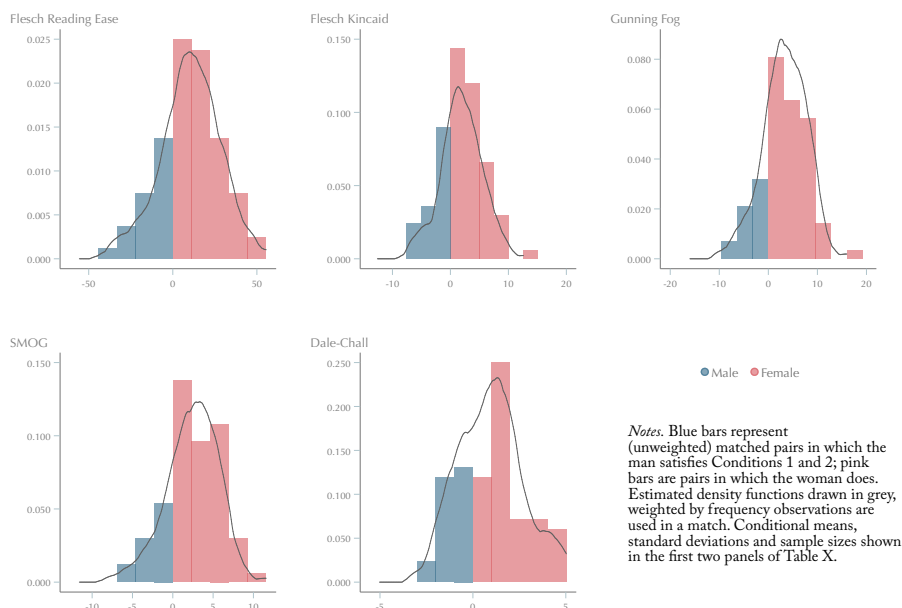 Flesch Reading Ease
0.025
0.020
0.015
0.010
0.005
0.000
-50
0
50
Flesch Kincaid
0.150
0.100
0.050
0.000
-10
0
10
20
Gunning Fog
0.080
0.060
0.040
0.020
0.000
-20
-10
0
10
20
SMOG
0.150
0.100
0.050
0.000
-10
0
5
10
Dale-Chall
0.250
0.200
0.150
0.100
0.050
0.000
-5
0
5
Male Female
Notes. Blue bars represent
(unweighted) matched pairs in which the
man satisfies Conditions 1 and 2; pink
bars are pairs in which the woman does.
Estimated density functions drawn in grey,
weighted by frequency observations are
used in a match. Conditional means,
standard deviations and sample sizes shown
in the first two panels of Table X.